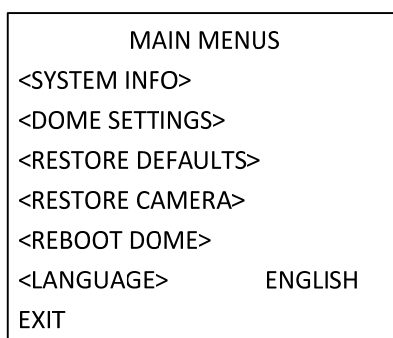 MAIN MENUS
<SYSTEM INFO>
<DOME SETTINGS>
<RESTORE DEFAULTS>
<RESTORE CAMERA>
<REBOOT DOME>
<LANGUAGE> ENGLISH
EXIT